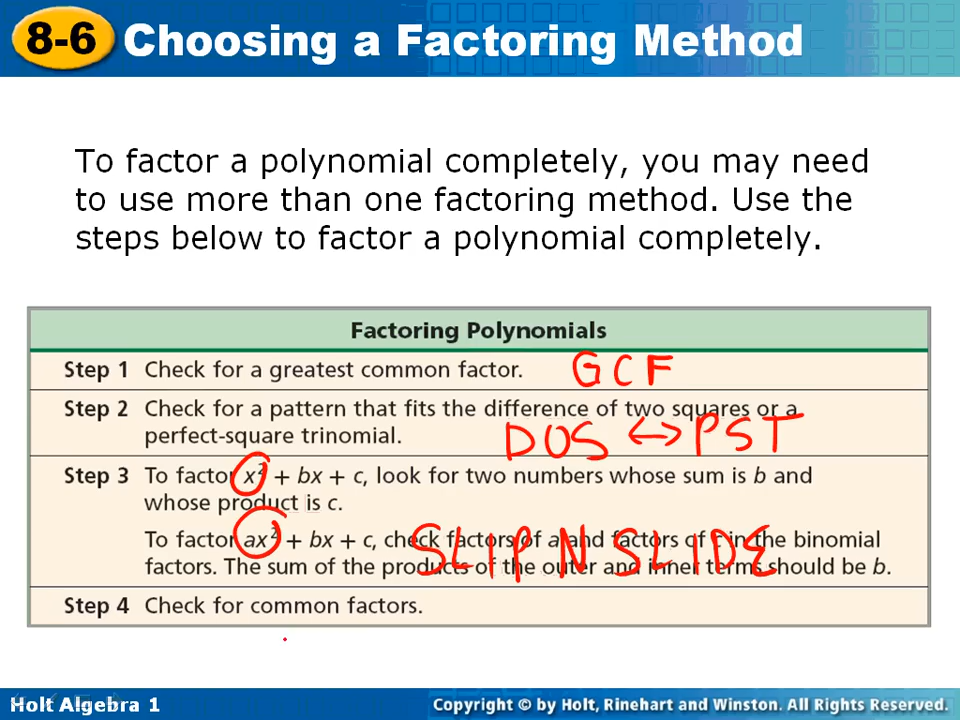 8-6 Choosing a Factoring Method
To factor a polynomial completely, you may need
to use more than one factoring method. Use the
steps below to factor a polynomial completely.
Factoring Polynomials
Step 1 Check for a greatest common factor. GCF
Step 2 Check for a pattern that fits the difference of two squares or a
perfect-square trinomial. DOS ↔ PST
Step 3 To factor x² + bx + c, look for two numbers whose sum is b and
whose product is c.
To factor ax² + bx + c, check factors of a and factors of c in the binomial
SLIP N SLIDE
factors. The sum of the products of the outer and inner terms should be b.
Step 4 Check for common factors.
Holt Algebra 1 Copyright © by Holt, Rinehart and Winston. All Rights Reserved.